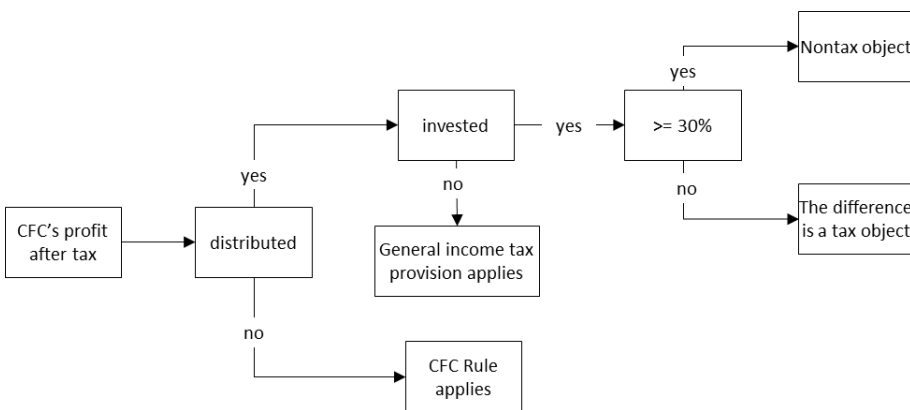 Nontax object
yes
invested
yes
>= 30%
yes
no
no
CFC's profit
after tax
distributed
General income tax
provision applies
The difference
is a tax object
no
CFC Rule
applies